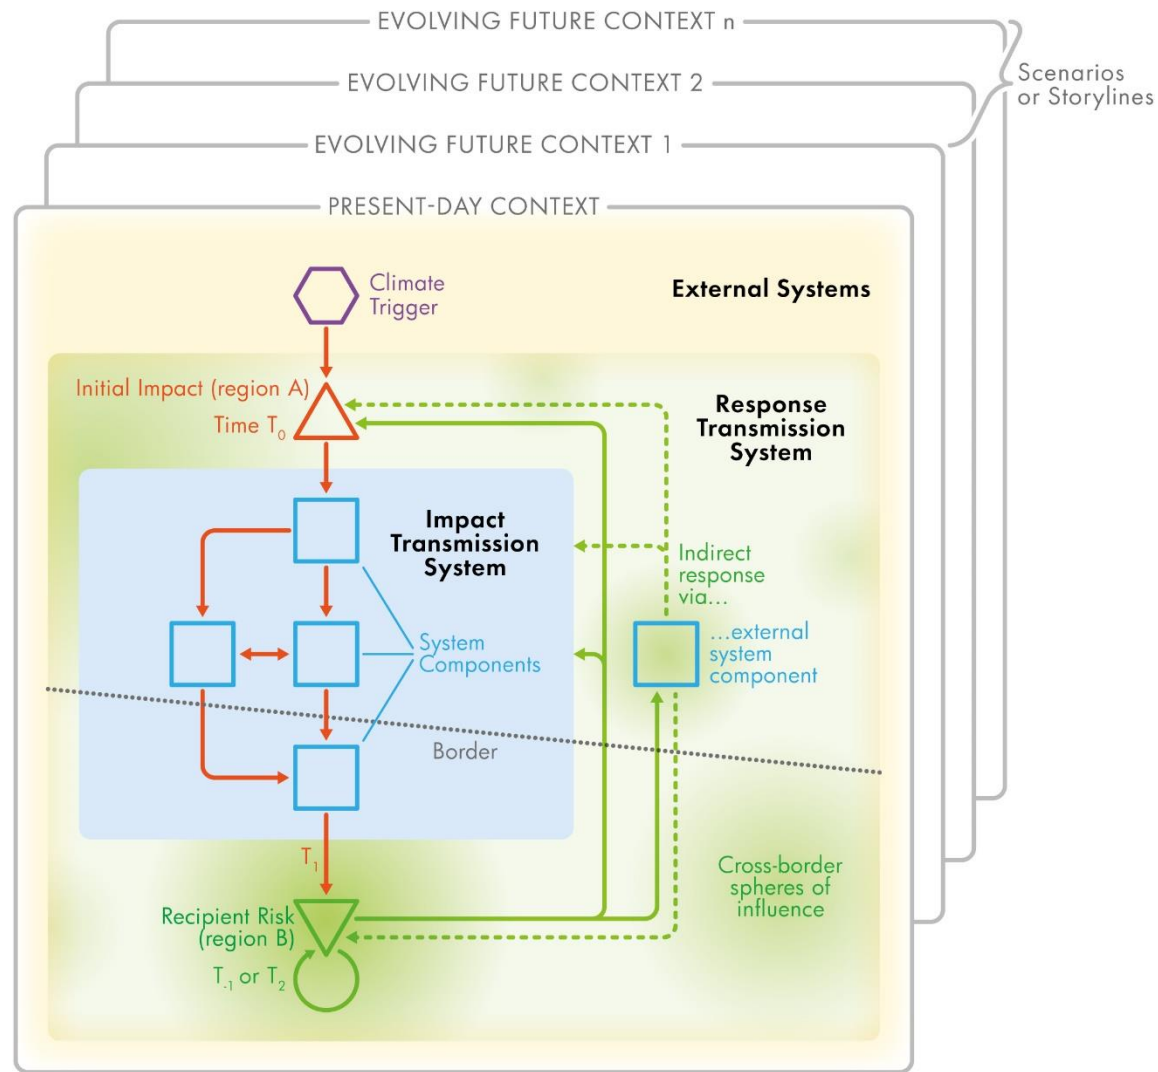 EVOLVING FUTURE CONTEXT n
EVOLVING FUTURE CONTEXT 2
Scenarios
or Storylines
EVOLVING FUTURE CONTEXT 1
PRESENT-DAY CONTEXT
Climate
Trigger
External Systems
Initial Impact (region A)
Time T₀
Response
Transmission
System
Impact
Transmission
System
Indirect
response
via...
...external
system
component
System
Components
Border
T₁
Cross-border
spheres of
influence
Recipient Risk
(region B)
T₋₁ or T₂